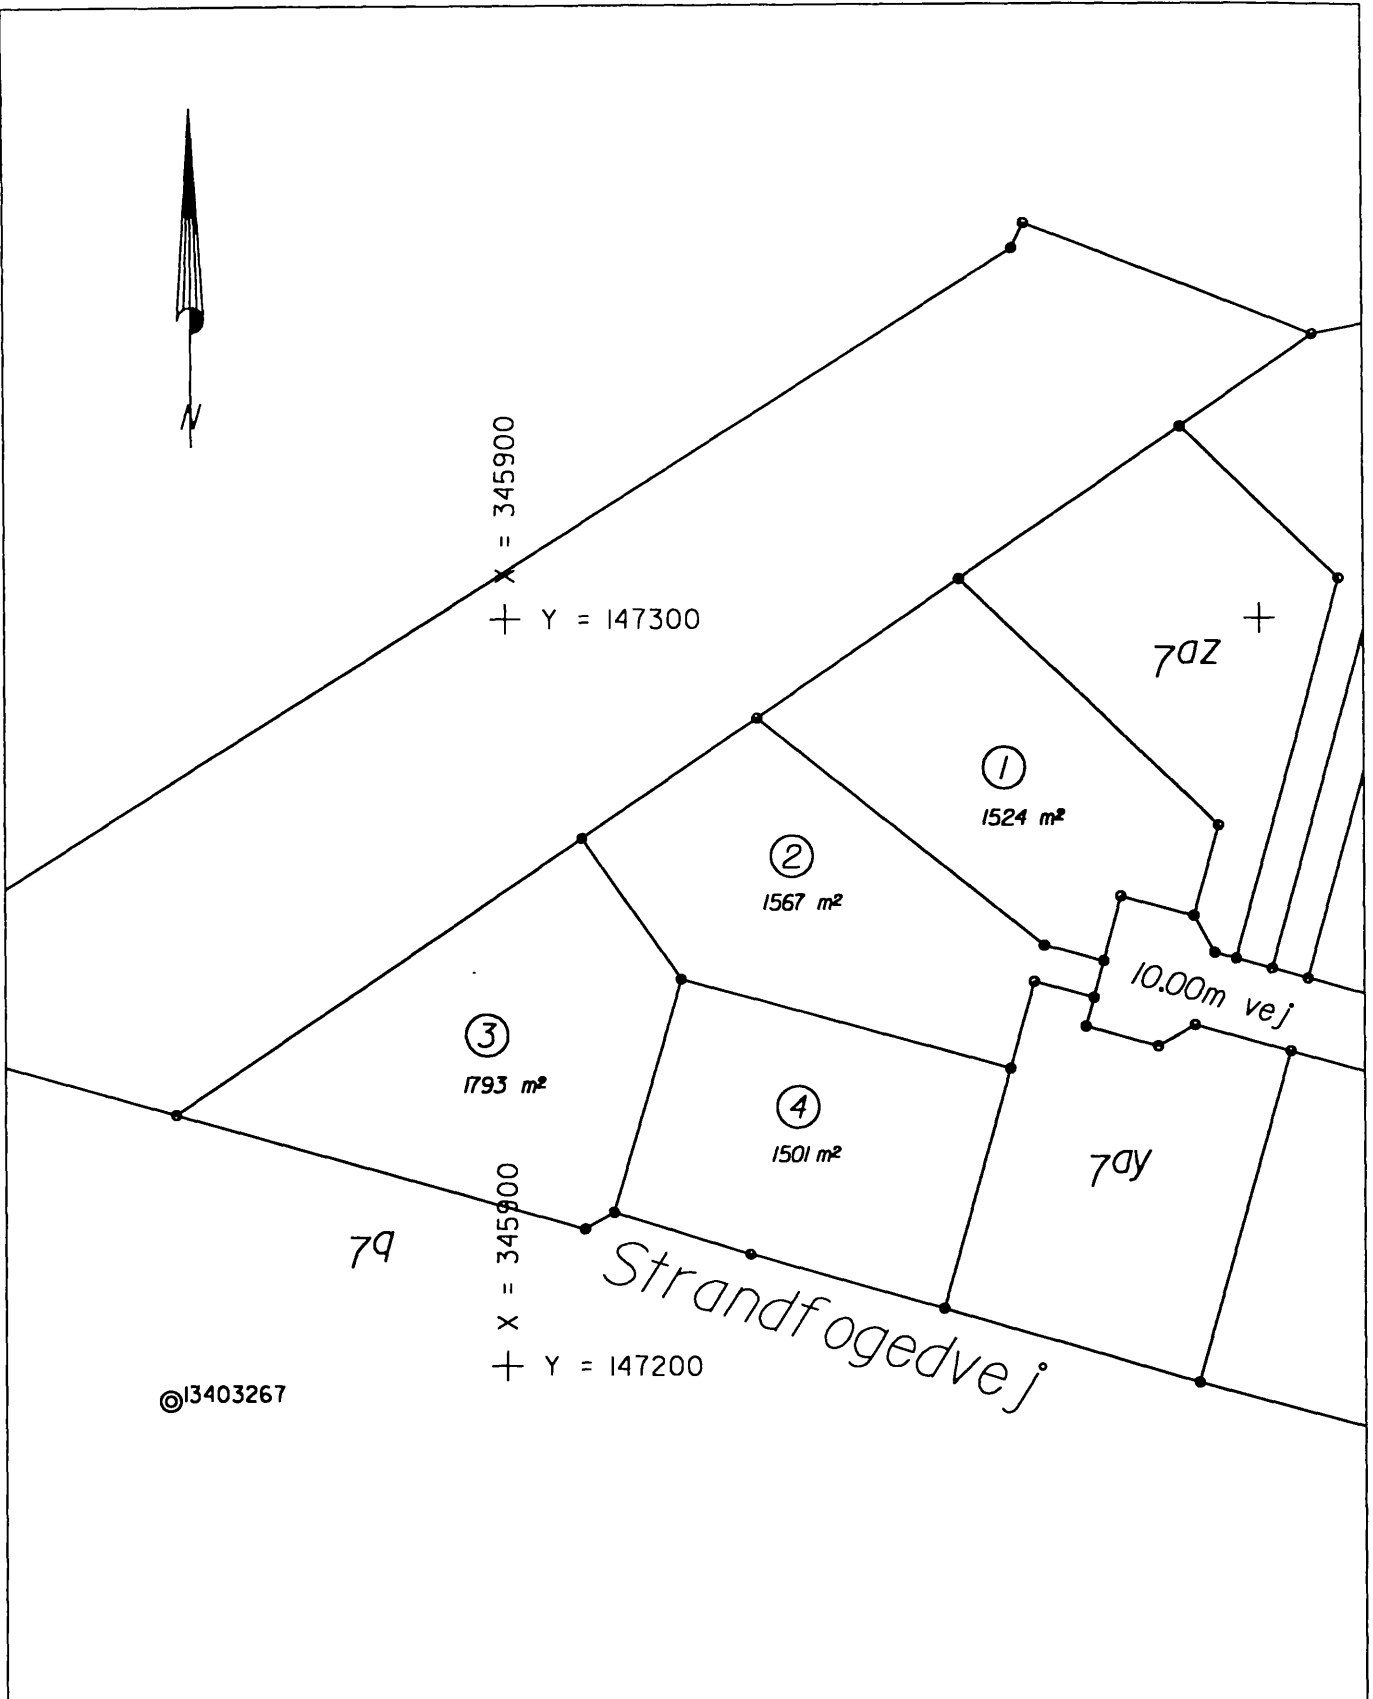 N
X = 345900
Y = 147300
7az
1
1524 m²
2
1567 m²
10.00m vej
3
1793 m²
4
1501 m²
7ay
7q
X = 345900
Strandfogedvej
Y = 147200
13403267